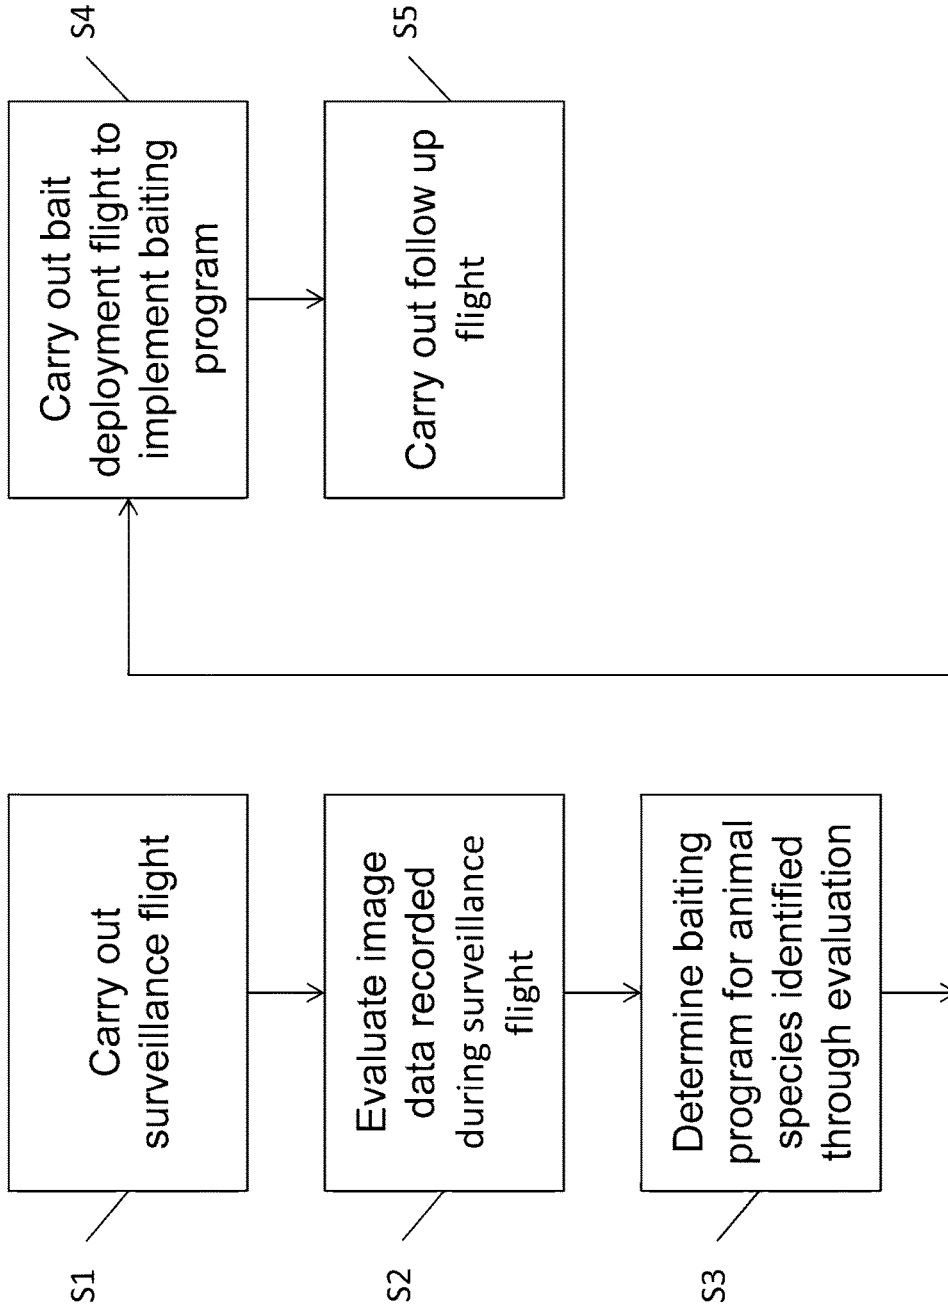 S1
Carry out
surveillance flight
S2
Evaluate image
data recorded
during surveillance
flight
S3
Determine baiting
program for animal
species identified
through evaluation
S4
Carry out bait
deployment flight to
implement baiting
program
S5
Carry out follow up
flight